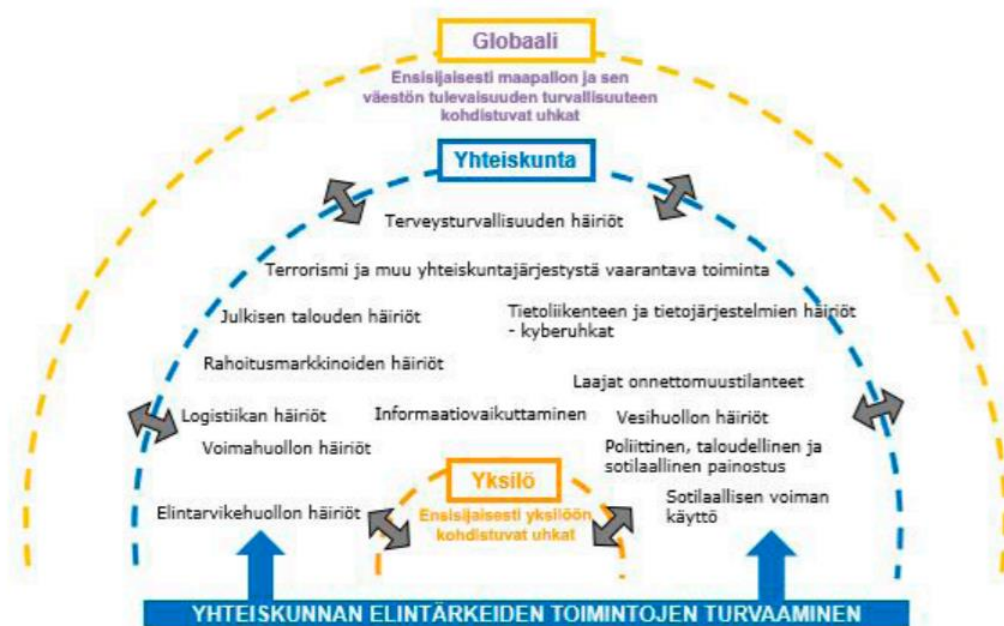 Globaali
Ensisijaisesti maapallon ja sen
väestön tulevaisuuden turvallisuuteen
kohdistuvat uhkat
Yhteiskunta
Terveysturvallisuuden häiriöt
Terrorismi ja muu yhteiskuntajärjestystä vaarantava toiminta
Julkisen talouden häiriöt
Tietoliikenteen ja tietojärjestelmien häiriöt
- kyberuhkat
Rahoitusmarkkinoiden häiriöt
Laajat onnettomuustilanteet
Logistiikan häiriöt
Informaatiovaikuttaminen
Vesihuollon häiriöt
Voimahuollon häiriöt
Poliittinen, taloudellinen ja
sotilaallinen painostus
Yksilö
Ensisijaisesti yksilöön
kohdistuvat uhkat
Elintarvikehuollon häiriöt
Sotilaallisen voiman
käyttö
YHTEISKUNNAN ELINTÄRKEIDEN TOIMINTOJEN TURVAAMINEN